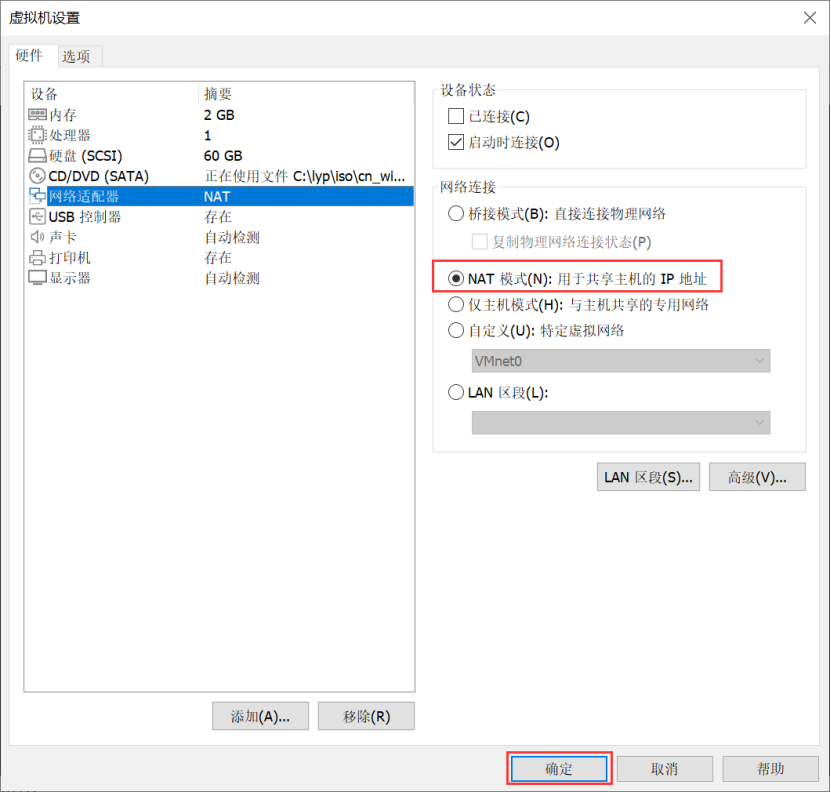 虚拟机设置
硬件 选项
设备 摘要
内存 2 GB
处理器 1
硬盘 (SCSI) 60 GB
CD/DVD (SATA) 正在使用文件 C:\lyp\iso\cn_wi...
网络适配器 NAT
USB 控制器 存在
声卡 自动检测
打印机 存在
显示器 自动检测
添加(A)... 移除(R)
设备状态
已连接(C)
启动时连接(O)
网络连接
桥接模式(B): 直接连接物理网络
复制物理网络连接状态(P)
NAT 模式(N): 用于共享主机的 IP 地址
仅主机模式(H): 与主机共享的专用网络
自定义(U): 特定虚拟网络
VMnet0
LAN 区段(L):
LAN 区段(S)... 高级(V)...
确定 取消 帮助